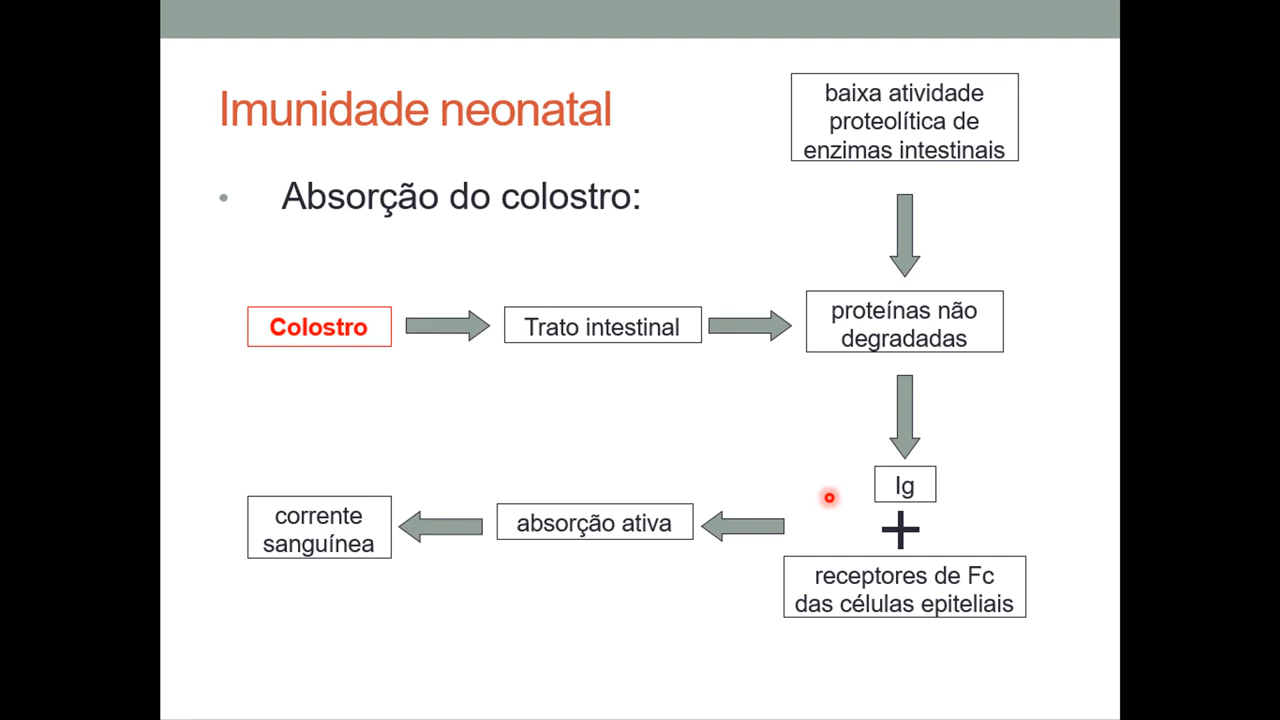 Imunidade neonatal
baixa atividade
proteolítica de
enzimas intestinais
• Absorção do colostro:
Colostro
Trato intestinal
proteínas não
degradadas
Ig
+
receptores de Fc
das células epiteliais
absorção ativa
corrente
sanguínea